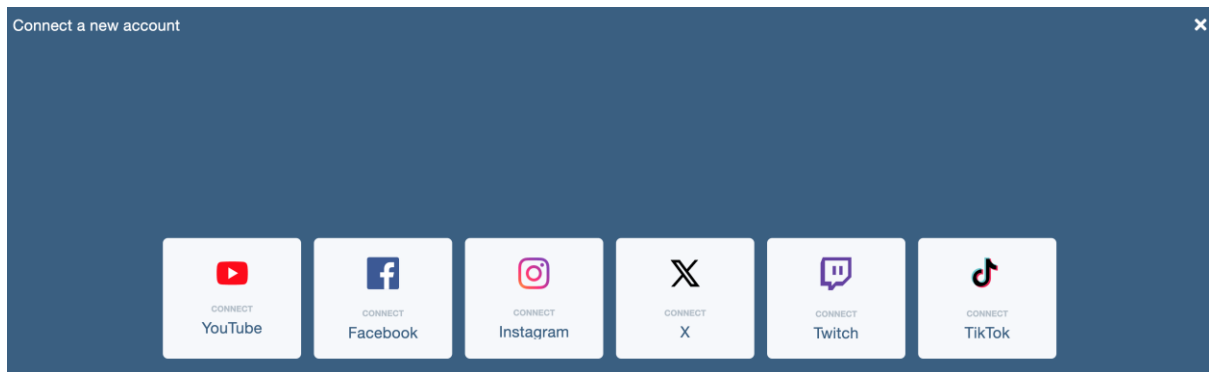 Connect a new account
CONNECT
YouTube
CONNECT
Facebook
CONNECT
Instagram
CONNECT
X
CONNECT
Twitch
CONNECT
TikTok